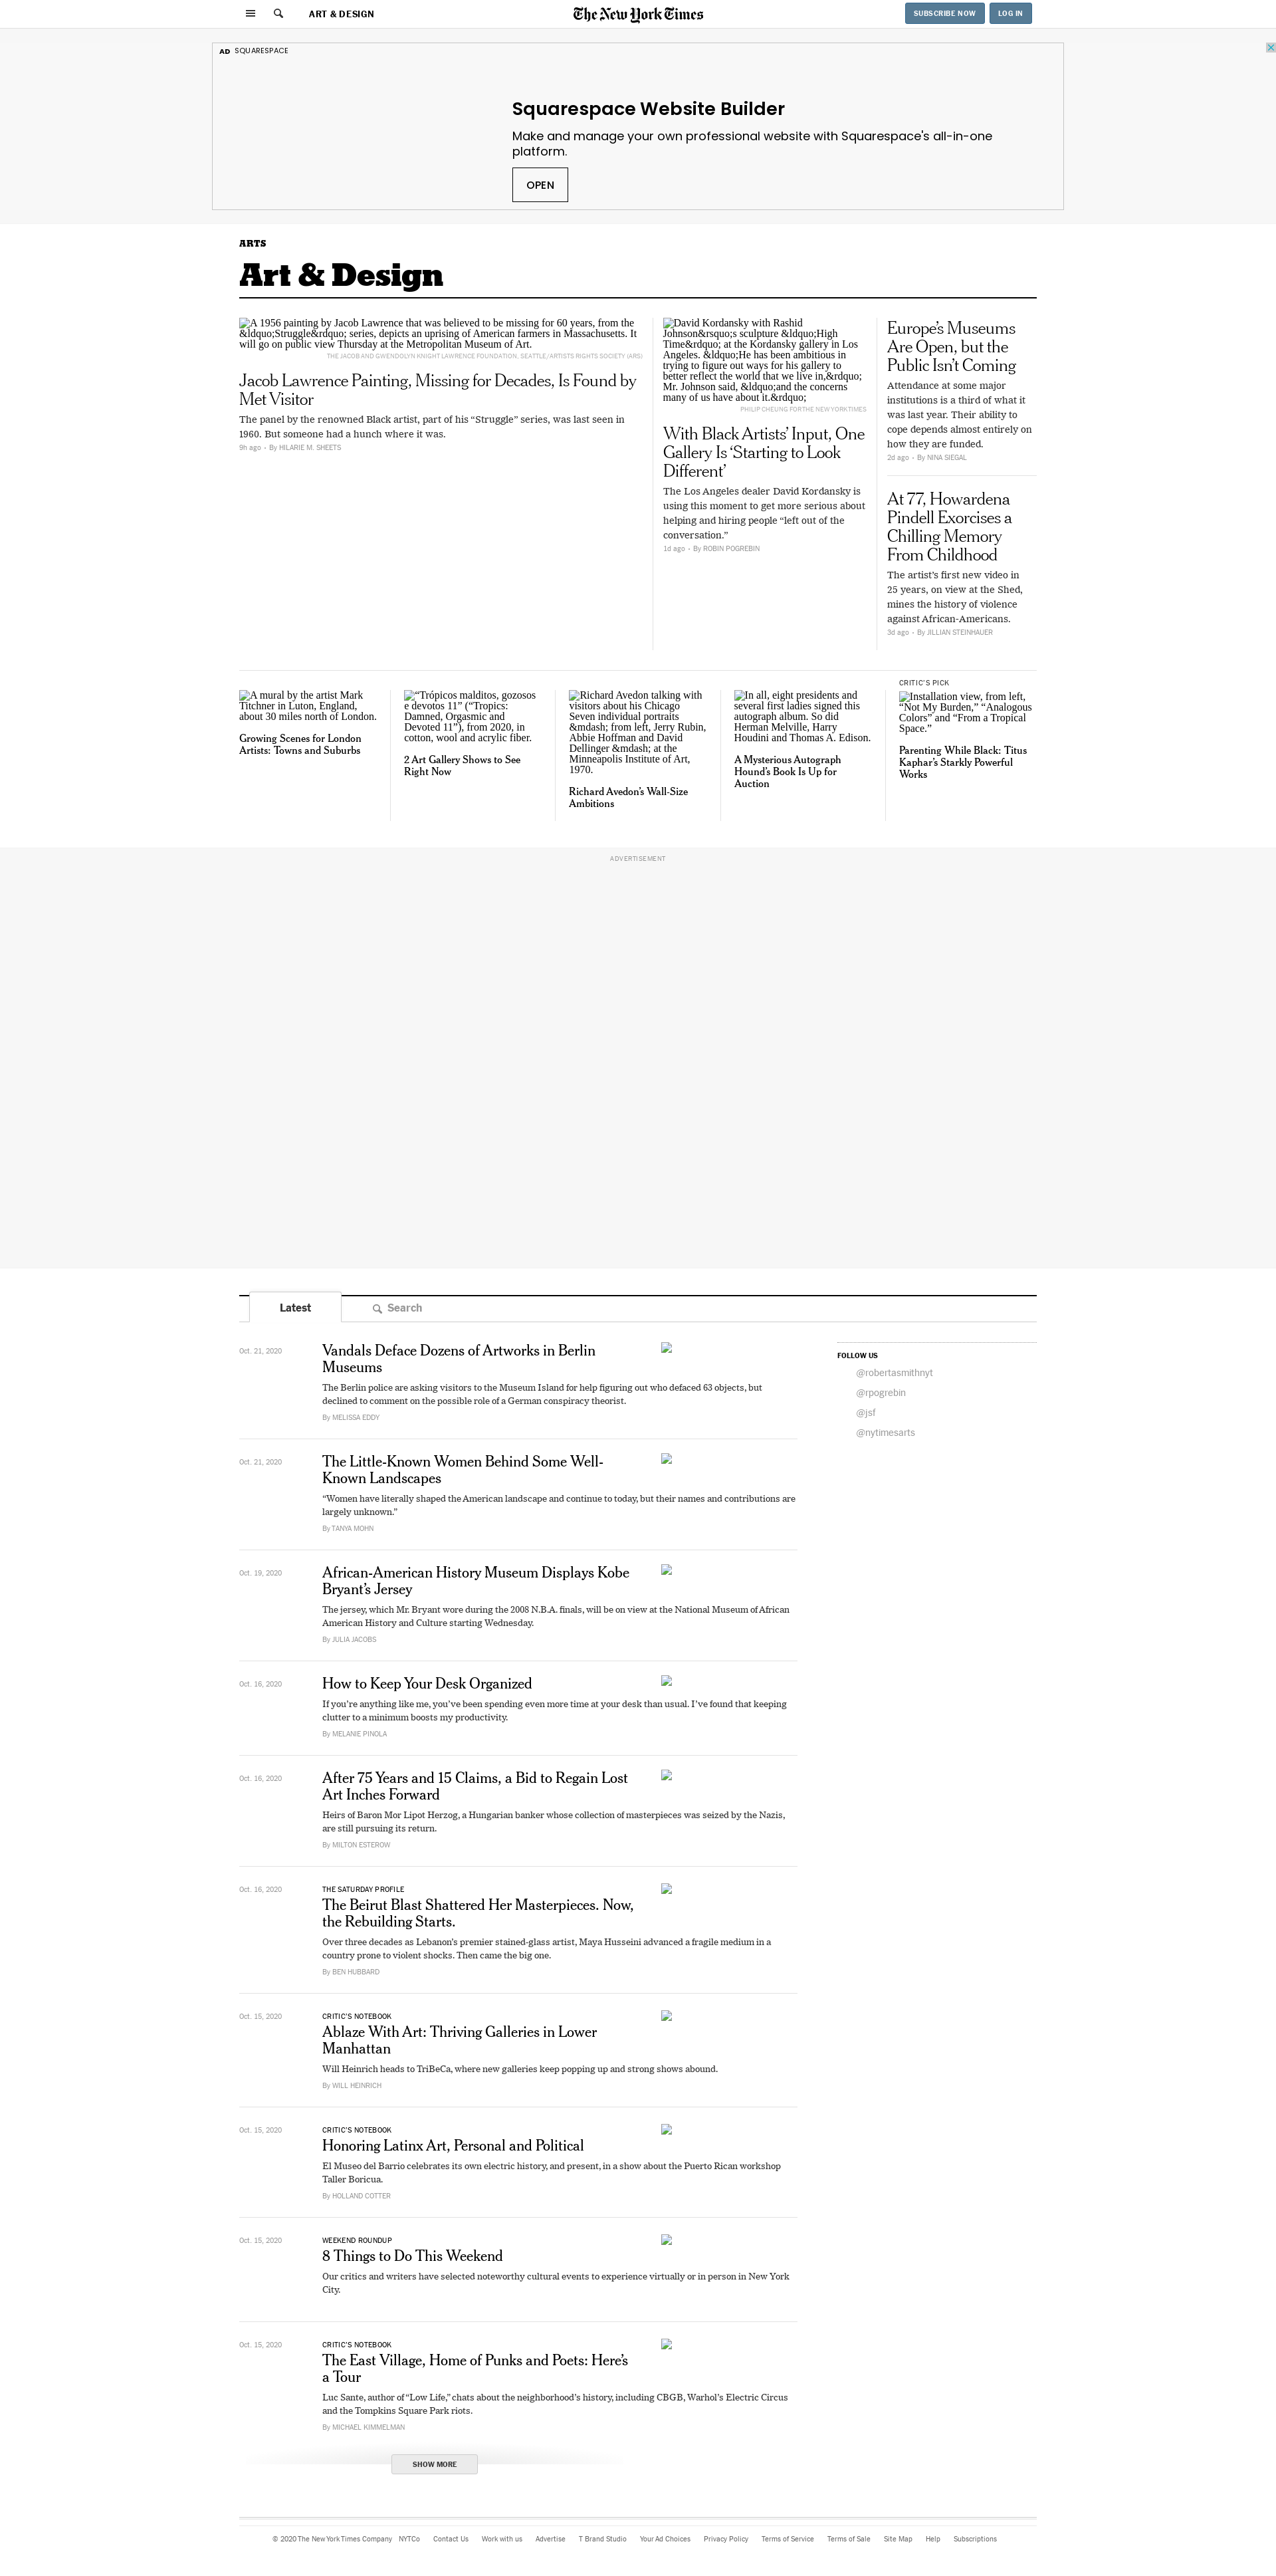 ART & DESIGN
The New York Times
SUBSCRIBE NOW
LOG IN
AD SQUARESPACE
Squarespace Website Builder
Make and manage your own professional website with Squarespace's all-in-one
platform.
OPEN
ARTS
Art & Design
A 1956 painting by Jacob Lawrence that was believed to be missing for 60 years, from the
&ldquo;Struggle&rdquo; series, depicts an uprising of American farmers in Massachusetts. It
will go on public view Thursday at the Metropolitan Museum of Art.
THE JACOB AND GWENDOLYN KNIGHT LAWRENCE FOUNDATION, SEATTLE/ARTISTS RIGHTS SOCIETY (ARS)
Jacob Lawrence Painting, Missing for Decades, Is Found by
Met Visitor
The panel by the renowned Black artist, part of his “Struggle” series, was last seen in
1960. But someone had a hunch where it was.
9h ago • By HILARIE M. SHEETS
David Kordansky with Rashid
Johnson&rsquo;s sculpture &ldquo;High
Time&rdquo; at the Kordansky gallery in Los
Angeles. &ldquo;He has been ambitious in
trying to figure out ways for his gallery to
better reflect the world that we live in,&rdquo;
Mr. Johnson said, &ldquo;and the concerns
many of us have about it.&rdquo;
PHILIP CHEUNG FOR THE NEW YORK TIMES
With Black Artists’ Input, One
Gallery Is ‘Starting to Look
Different’
The Los Angeles dealer David Kordansky is
using this moment to get more serious about
helping and hiring people “left out of the
conversation.”
1d ago • By ROBIN POGREBIN
Europe’s Museums
Are Open, but the
Public Isn’t Coming
Attendance at some major
institutions is a third of what it
was last year. Their ability to
cope depends almost entirely on
how they are funded.
2d ago • By NINA SIEGAL
At 77, Howardena
Pindell Exorcises a
Chilling Memory
From Childhood
The artist’s first new video in
25 years, on view at the Shed,
mines the history of violence
against African-Americans.
3d ago • By JILLIAN STEINHAUER
A mural by the artist Mark
Titchner in Luton, England,
about 30 miles north of London.
Growing Scenes for London
Artists: Towns and Suburbs
“Trópicos malditos, gozosos
e devotos 11” (“Tropics:
Damned, Orgasmic and
Devoted 11”), from 2020, in
cotton, wool and acrylic fiber.
2 Art Gallery Shows to See
Right Now
Richard Avedon talking with
visitors about his Chicago
Seven individual portraits
&mdash; from left, Jerry Rubin,
Abbie Hoffman and David
Dellinger &mdash; at the
Minneapolis Institute of Art,
1970.
Richard Avedon’s Wall-Size
Ambitions
In all, eight presidents and
several first ladies signed this
autograph album. So did
Herman Melville, Harry
Houdini and Thomas A. Edison.
A Mysterious Autograph
Hound’s Book Is Up for
Auction
CRITIC’S PICK
Installation view, from left,
“Not My Burden,” “Analogous
Colors” and “From a Tropical
Space.”
Parenting While Black: Titus
Kaphar’s Starkly Powerful
Works
ADVERTISEMENT
Latest
Search
Oct. 21, 2020
Vandals Deface Dozens of Artworks in Berlin
Museums
The Berlin police are asking visitors to the Museum Island for help figuring out who defaced 63 objects, but
declined to comment on the possible role of a German conspiracy theorist.
By MELISSA EDDY
FOLLOW US
@robertasmithnyt
@rpogrebin
@jsf
@nytimesarts
Oct. 21, 2020
The Little-Known Women Behind Some Well-
Known Landscapes
“Women have literally shaped the American landscape and continue to today, but their names and contributions are
largely unknown.”
By TANYA MOHN
Oct. 19, 2020
African-American History Museum Displays Kobe
Bryant’s Jersey
The jersey, which Mr. Bryant wore during the 2008 N.B.A. finals, will be on view at the National Museum of African
American History and Culture starting Wednesday.
By JULIA JACOBS
Oct. 16, 2020
How to Keep Your Desk Organized
If you’re anything like me, you’ve been spending even more time at your desk than usual. I’ve found that keeping
clutter to a minimum boosts my productivity.
By MELANIE PINOLA
Oct. 16, 2020
After 75 Years and 15 Claims, a Bid to Regain Lost
Art Inches Forward
Heirs of Baron Mor Lipot Herzog, a Hungarian banker whose collection of masterpieces was seized by the Nazis,
are still pursuing its return.
By MILTON ESTEROW
Oct. 16, 2020
THE SATURDAY PROFILE
The Beirut Blast Shattered Her Masterpieces. Now,
the Rebuilding Starts.
Over three decades as Lebanon’s premier stained-glass artist, Maya Husseini advanced a fragile medium in a
country prone to violent shocks. Then came the big one.
By BEN HUBBARD
Oct. 15, 2020
CRITIC’S NOTEBOOK
Ablaze With Art: Thriving Galleries in Lower
Manhattan
Will Heinrich heads to TriBeCa, where new galleries keep popping up and strong shows abound.
By WILL HEINRICH
Oct. 15, 2020
CRITIC’S NOTEBOOK
Honoring Latinx Art, Personal and Political
El Museo del Barrio celebrates its own electric history, and present, in a show about the Puerto Rican workshop
Taller Boricua.
By HOLLAND COTTER
Oct. 15, 2020
WEEKEND ROUNDUP
8 Things to Do This Weekend
Our critics and writers have selected noteworthy cultural events to experience virtually or in person in New York
City.
Oct. 15, 2020
CRITIC’S NOTEBOOK
The East Village, Home of Punks and Poets: Here’s
a Tour
Luc Sante, author of “Low Life,” chats about the neighborhood’s history, including CBGB, Warhol’s Electric Circus
and the Tompkins Square Park riots.
By MICHAEL KIMMELMAN
SHOW MORE
© 2020 The New York Times Company NYTCo Contact Us Work with us Advertise T Brand Studio Your Ad Choices Privacy Policy Terms of Service Terms of Sale Site Map Help Subscriptions